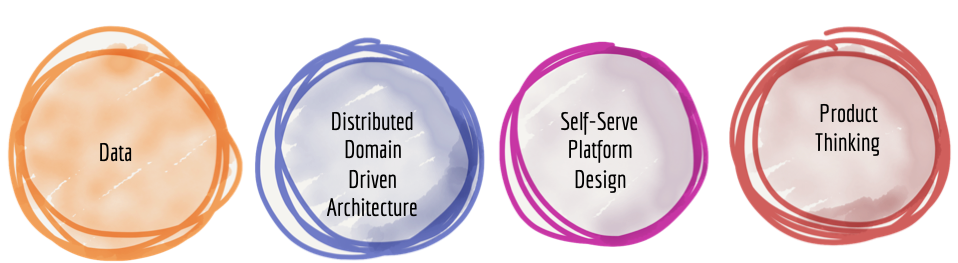 Data
Distributed
Domain
Driven
Architecture
Self-Serve
Platform
Design
Product
Thinking